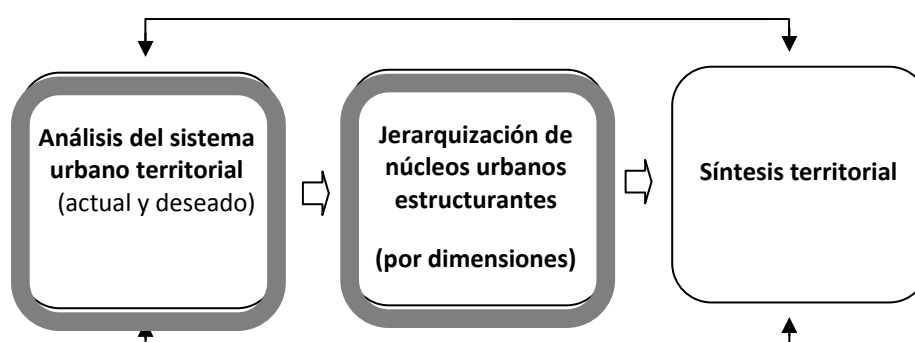 Análisis del sistema
urbano territorial
(actual y deseado)
Jerarquización de
núcleos urbanos
estructurantes
(por dimensiones)
Síntesis territorial